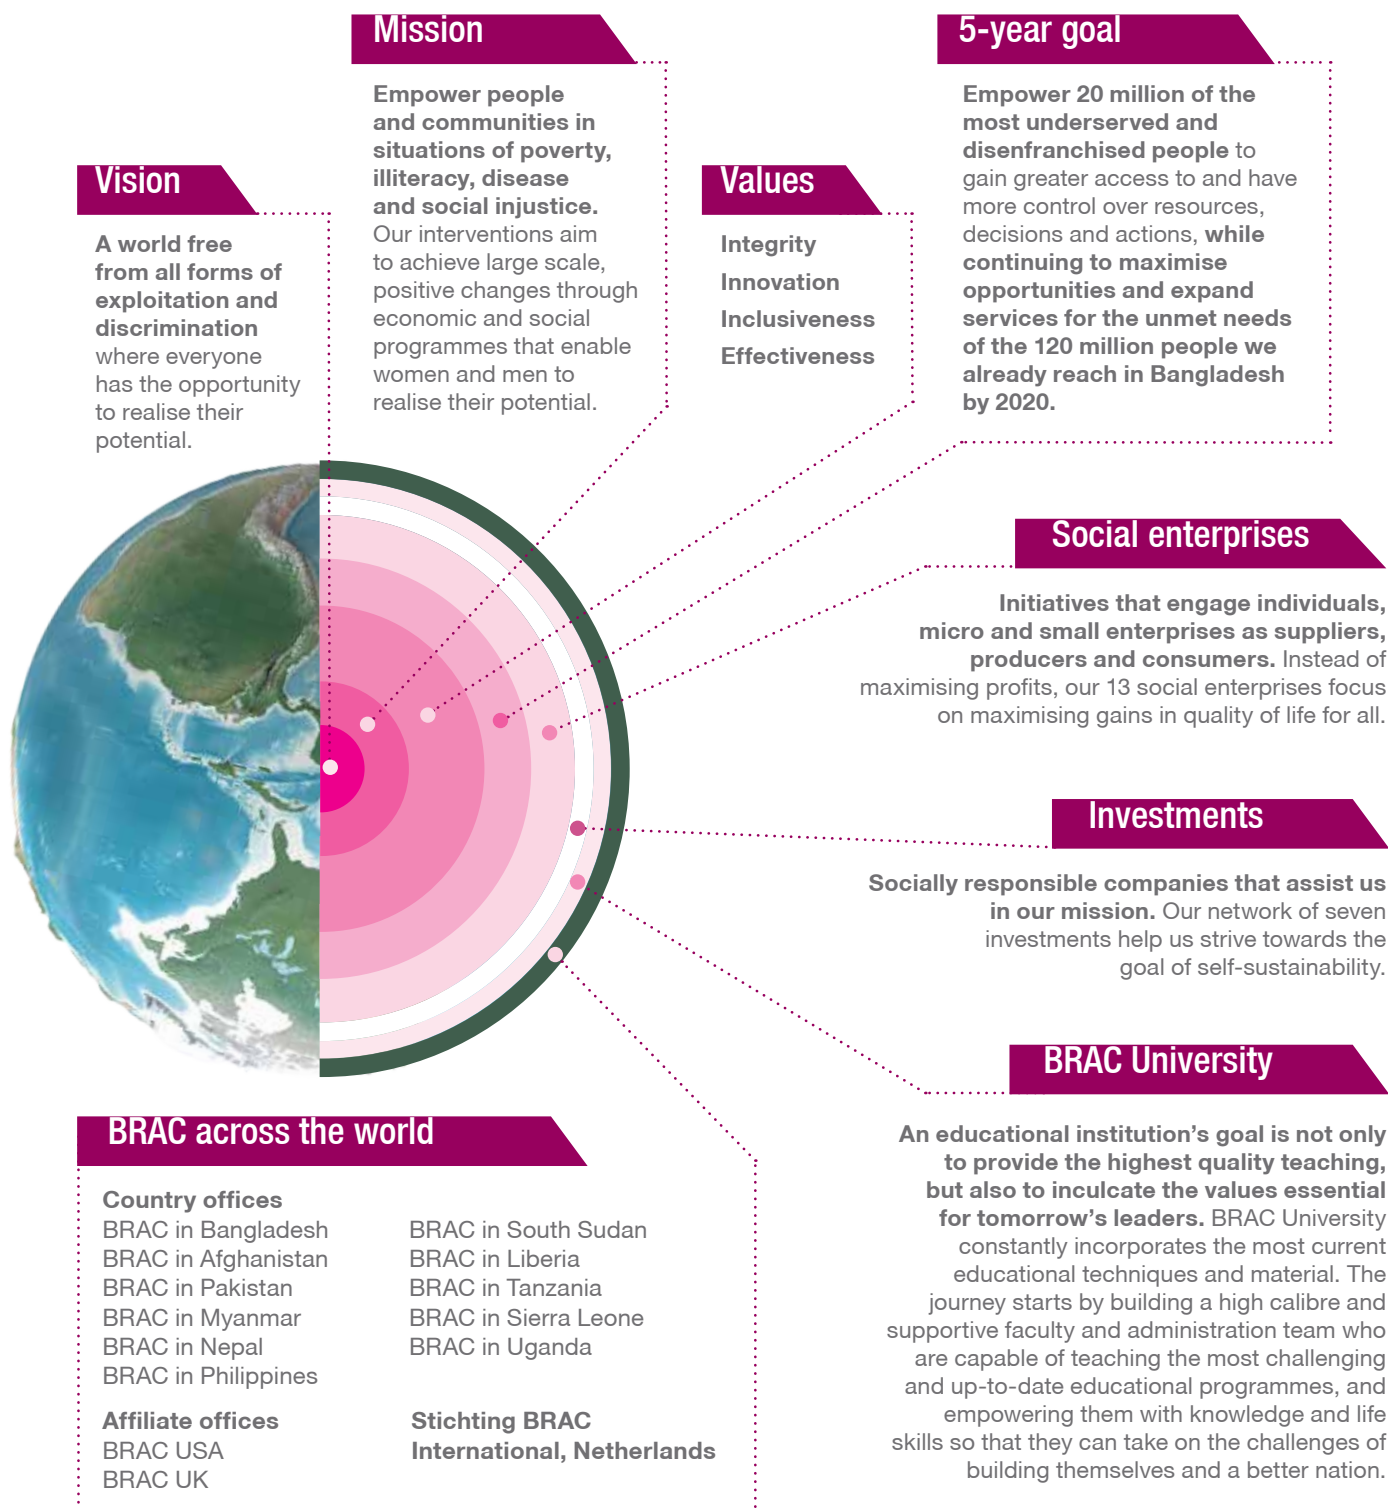 Mission
Empower people
and communities in
situations of poverty,
illiteracy, disease
and social injustice.
Our interventions aim
to achieve large scale,
positive changes through
economic and social
programmes that enable
women and men to
realise their potential.
5-year goal
Empower 20 million of the
most underserved and
disenfranchised people to
gain greater access to and have
more control over resources,
decisions and actions, while
continuing to maximise
opportunities and expand
services for the unmet needs
of the 120 million people we
already reach in Bangladesh
by 2020.
Vision
A world free
from all forms of
exploitation and
discrimination
where everyone
has the opportunity
to realise their
potential.
Values
Integrity
Innovation
Inclusiveness
Effectiveness
Social enterprises
Initiatives that engage individuals,
micro and small enterprises as suppliers,
producers and consumers. Instead of
maximising profits, our 13 social enterprises focus
on maximising gains in quality of life for all.
Investments
Socially responsible companies that assist us
in our mission. Our network of seven
investments help us strive towards the
goal of self-sustainability.
BRAC University
An educational institution’s goal is not only
to provide the highest quality teaching,
but also to inculcate the values essential
for tomorrow’s leaders. BRAC University
constantly incorporates the most current
educational techniques and material. The
journey starts by building a high calibre and
supportive faculty and administration team who
are capable of teaching the most challenging
and up-to-date educational programmes, and
empowering them with knowledge and life
skills so that they can take on the challenges of
building themselves and a better nation.
BRAC across the world
Country offices
BRAC in Bangladesh
BRAC in Afghanistan
BRAC in Pakistan
BRAC in Myanmar
BRAC in Nepal
BRAC in Philippines
BRAC in South Sudan
BRAC in Liberia
BRAC in Tanzania
BRAC in Sierra Leone
BRAC in Uganda
Affiliate offices
BRAC USA
BRAC UK
Stichting BRAC
International, Netherlands